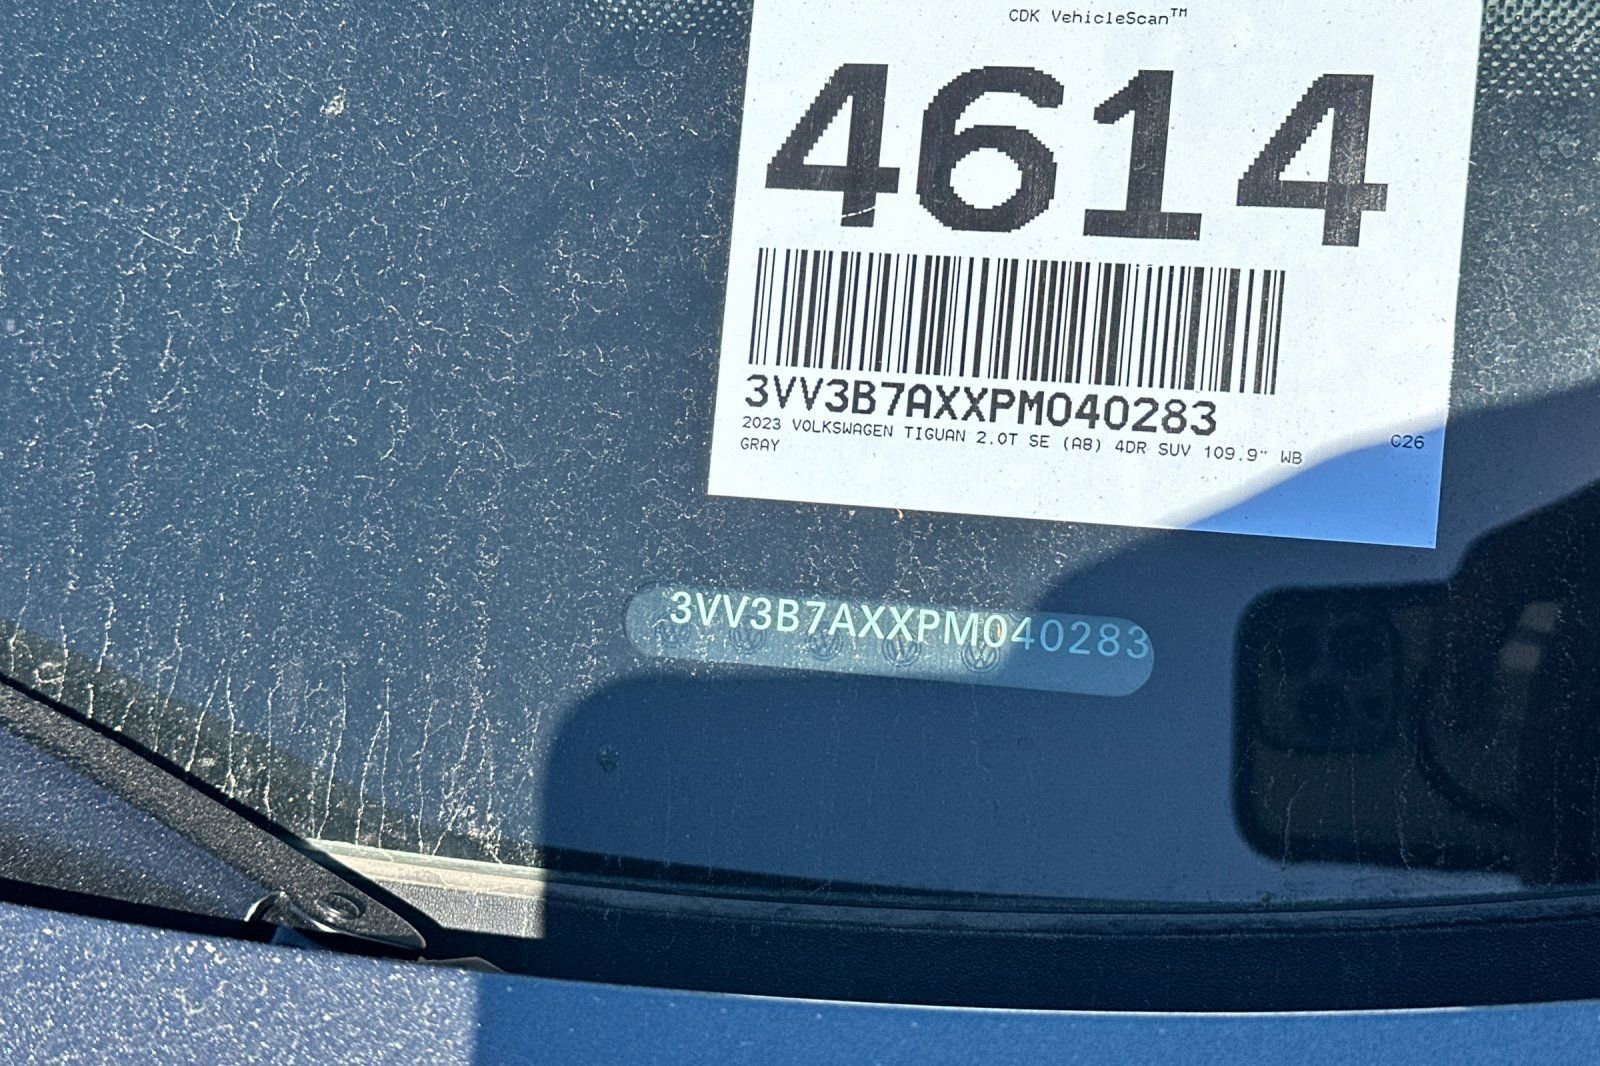 CDK VehicleScan™
4614
3VV3B7AXXPM040283
2023 VOLKSWAGEN TIGUAN 2.0T SE (A8) 4DR SUV 109.9" WB C26
GRAY
3VV3B7AXXPM040283